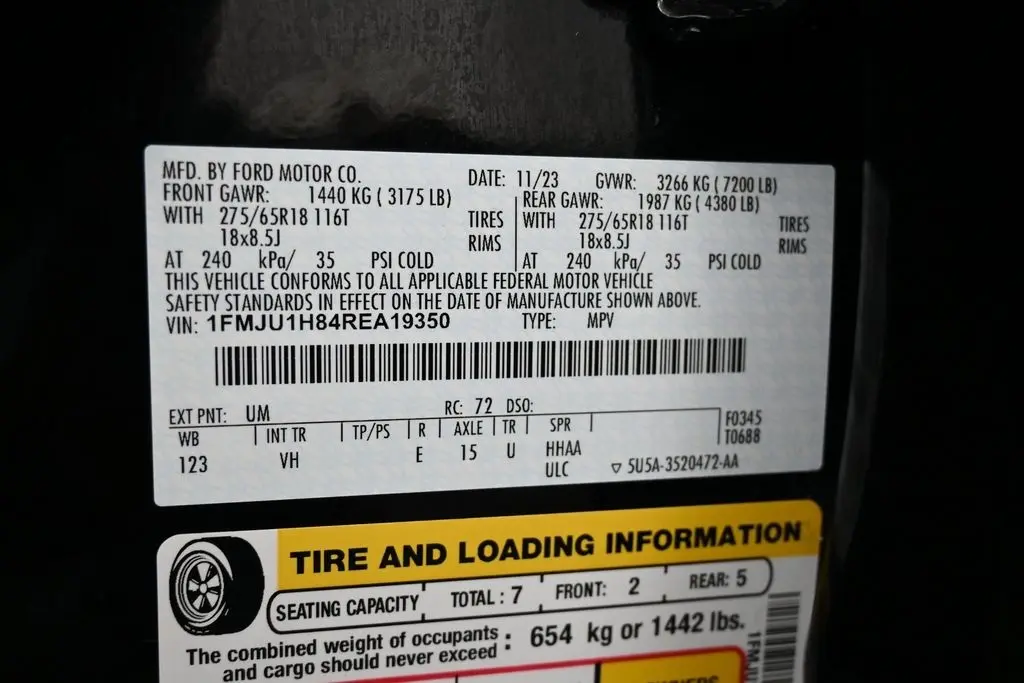 MFD. BY FORD MOTOR CO. DATE: 11/23 GVWR: 3266 KG ( 7200 LB)
FRONT GAWR: 1440 KG ( 3175 LB) REAR GAWR: 1987 KG ( 4380 LB)
WITH 275/65R18 116T TIRES WITH 275/65R18 116T TIRES
18x8.5J RIMS 18x8.5J RIMS
AT 240 kPa/ 35 PSI COLD AT 240 kPa/ 35 PSI COLD
THIS VEHICLE CONFORMS TO ALL APPLICABLE FEDERAL MOTOR VEHICLE
SAFETY STANDARDS IN EFFECT ON THE DATE OF MANUFACTURE SHOWN ABOVE.
VIN: 1FMJU1H84REA19350 TYPE: MPV
EXT PNT: UM RC: 72 DSO:
WB INT TR TP/PS R AXLE TR SPR F0345
T0688
123 VH E 15 U HHAA
ULC ▽ 5U5A-3520472-AA
TIRE AND LOADING INFORMATION
SEATING CAPACITY TOTAL : 7 FRONT: 2 REAR: 5
The combined weight of occupants
and cargo should never exceed : 654 kg or 1442 lbs.